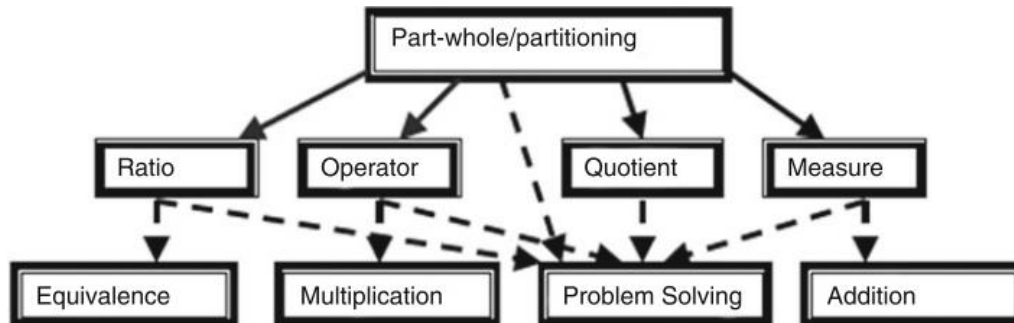 Part-whole/partitioning
Ratio
Operator
Quotient
Measure
Equivalence
Multiplication
Problem Solving
Addition